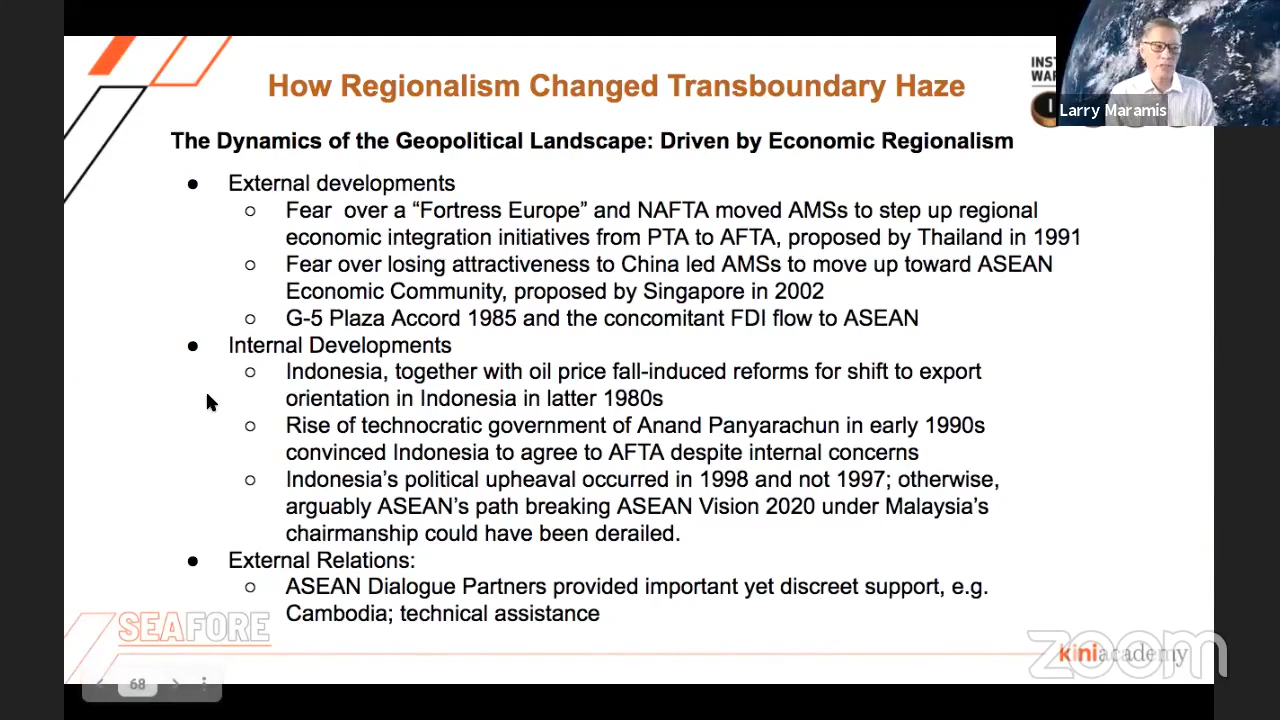 How Regionalism Changed Transboundary Haze
INST
WAR
Larry Maramis
The Dynamics of the Geopolitical Landscape: Driven by Economic Regionalism
● External developments
○ Fear over a “Fortress Europe” and NAFTA moved AMSs to step up regional
economic integration initiatives from PTA to AFTA, proposed by Thailand in 1991
○ Fear over losing attractiveness to China led AMSs to move up toward ASEAN
Economic Community, proposed by Singapore in 2002
○ G-5 Plaza Accord 1985 and the concomitant FDI flow to ASEAN
● Internal Developments
○ Indonesia, together with oil price fall-induced reforms for shift to export
orientation in Indonesia in latter 1980s
○ Rise of technocratic government of Anand Panyarachun in early 1990s
convinced Indonesia to agree to AFTA despite internal concerns
○ Indonesia’s political upheaval occurred in 1998 and not 1997; otherwise,
arguably ASEAN’s path breaking ASEAN Vision 2020 under Malaysia’s
chairmanship could have been derailed.
● External Relations:
○ ASEAN Dialogue Partners provided important yet discreet support, e.g.
Cambodia; technical assistance
SEAFORE
kiniacademy
zoom
68